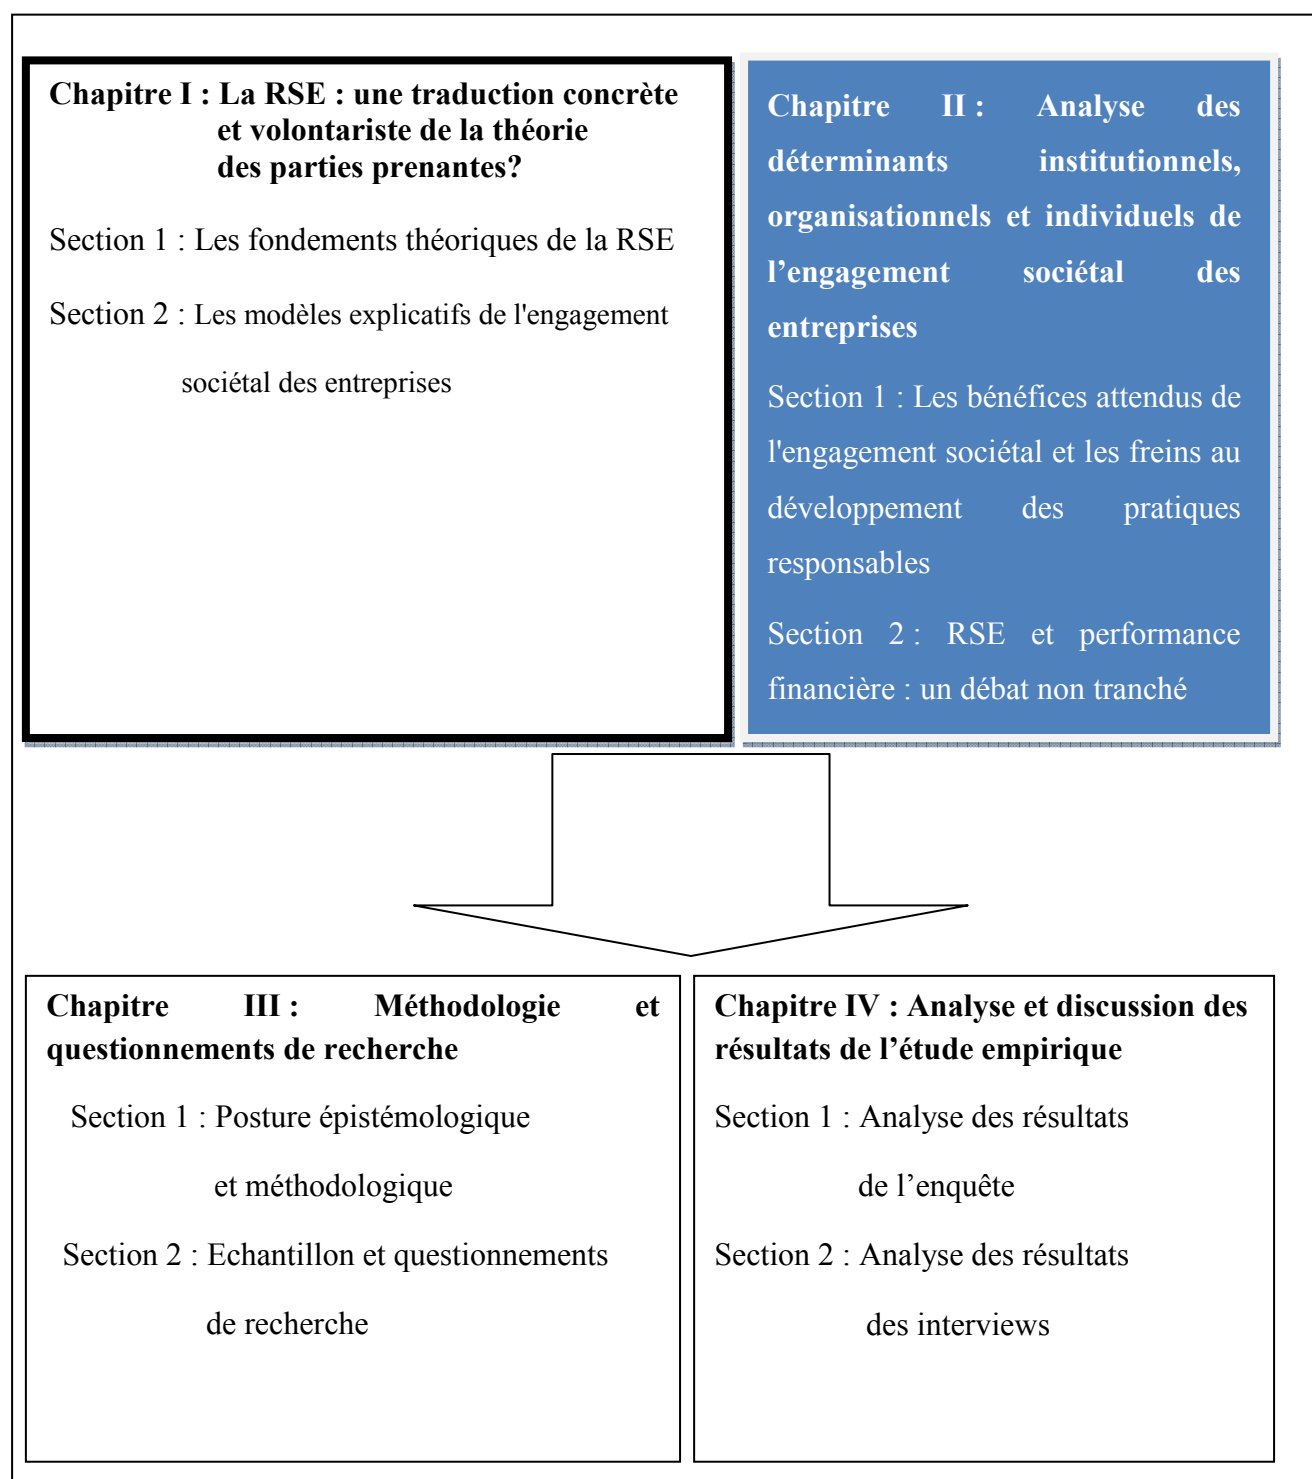 Chapitre I : La RSE : une traduction concrète
et volontariste de la théorie
des parties prenantes?
Section 1 : Les fondements théoriques de la RSE
Section 2 : Les modèles explicatifs de l'engagement
sociétal des entreprises
Chapitre II : Analyse des
déterminants institutionnels,
organisationnels et individuels de
l’engagement sociétal des
entreprises
Section 1 : Les bénéfices attendus de
l'engagement sociétal et les freins au
développement des pratiques
responsables
Section 2 : RSE et performance
financière : un débat non tranché
Chapitre III : Méthodologie et
questionnements de recherche
Section 1 : Posture épistémologique
et méthodologique
Section 2 : Echantillon et questionnements
de recherche
Chapitre IV : Analyse et discussion des
résultats de l’étude empirique
Section 1 : Analyse des résultats
de l’enquête
Section 2 : Analyse des résultats
des interviews